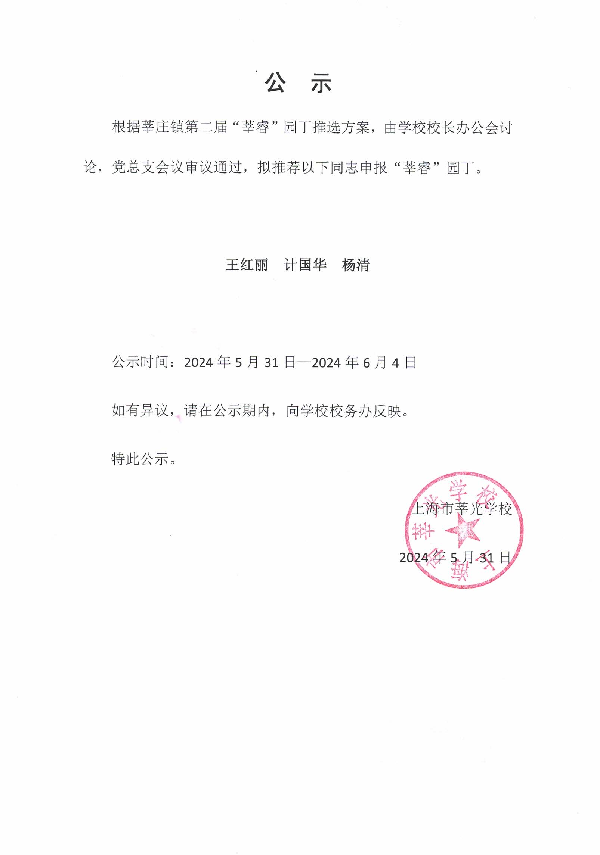 公 示
根据莘庄镇第二届“莘睿”园丁推选方案，由学校校长办公会讨
论，党总支会议审议通过，拟推荐以下同志申报“莘睿”园丁。
王红丽 计国华 杨清
公示时间：2024 年 5 月 31 日—2024 年 6 月 4 日
如有异议，请在公示期内，向学校校务办反映。
特此公示。
上海市莘光学校
2024 年 5 月 31 日
上海市莘光学校